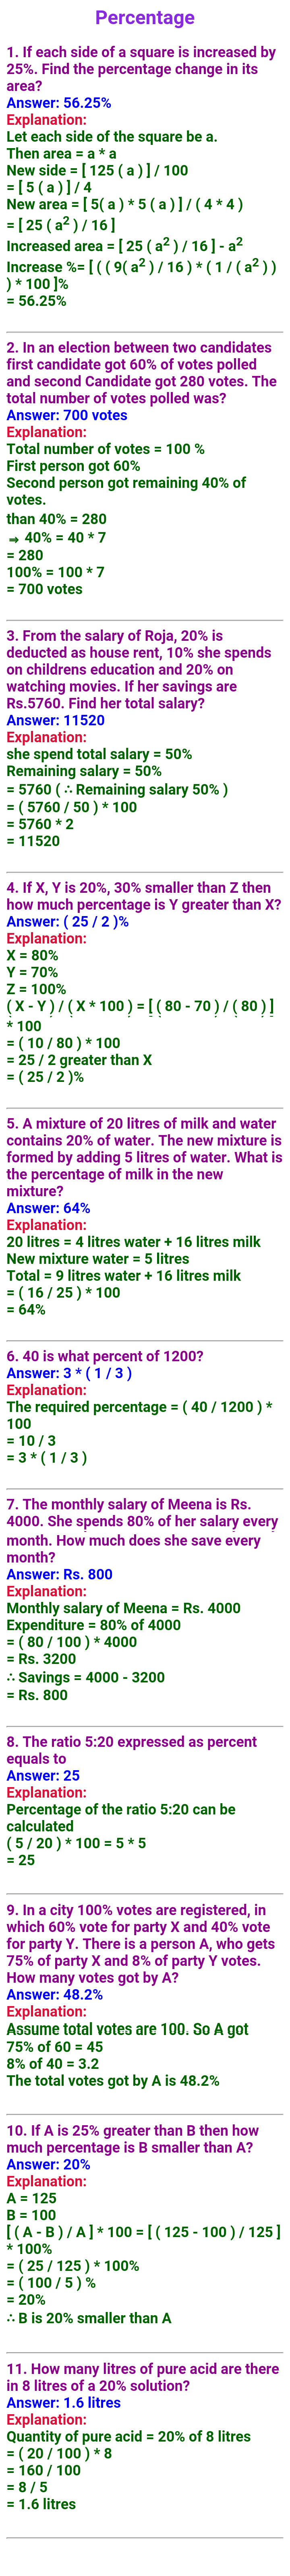 Percentage
1. If each side of a square is increased by
25%. Find the percentage change in its
area?
Answer: 56.25%
Explanation:
Let each side of the square be a.
Then area = a * a
New side = [ 125 ( a ) ] / 100
= [ 5 ( a ) ] / 4
New area = [ 5( a ) * 5 ( a ) ] / ( 4 * 4 )
= [ 25 ( a² ) / 16 ]
Increased area = [ 25 ( a² ) / 16 ] - a²
Increase %= [ ( ( 9( a² ) / 16 ) * ( 1 / ( a² ) )
) * 100 ]%
= 56.25%
2. In an election between two candidates
first candidate got 60% of votes polled
and second Candidate got 280 votes. The
total number of votes polled was?
Answer: 700 votes
Explanation:
Total number of votes = 100 %
First person got 60%
Second person got remaining 40% of
votes.
than 40% = 280
⇒ 40% = 40 * 7
= 280
100% = 100 * 7
= 700 votes
3. From the salary of Roja, 20% is
deducted as house rent, 10% she spends
on childrens education and 20% on
watching movies. If her savings are
Rs.5760. Find her total salary?
Answer: 11520
Explanation:
she spend total salary = 50%
Remaining salary = 50%
= 5760 ( ∴ Remaining salary 50% )
= ( 5760 / 50 ) * 100
= 5760 * 2
= 11520
4. If X, Y is 20%, 30% smaller than Z then
how much percentage is Y greater than X?
Answer: ( 25 / 2 )%
Explanation:
X = 80%
Y = 70%
Z = 100%
( X - Y ) / ( X * 100 ) = [ ( 80 - 70 ) / ( 80 ) ]
* 100
= ( 10 / 80 ) * 100
= 25 / 2 greater than X
= ( 25 / 2 )%
5. A mixture of 20 litres of milk and water
contains 20% of water. The new mixture is
formed by adding 5 litres of water. What is
the percentage of milk in the new
mixture?
Answer: 64%
Explanation:
20 litres = 4 litres water + 16 litres milk
New mixture water = 5 litres
Total = 9 litres water + 16 litres milk
= ( 16 / 25 ) * 100
= 64%
6. 40 is what percent of 1200?
Answer: 3 * ( 1 / 3 )
Explanation:
The required percentage = ( 40 / 1200 ) *
100
= 10 / 3
= 3 * ( 1 / 3 )
7. The monthly salary of Meena is Rs.
4000. She spends 80% of her salary every
month. How much does she save every
month?
Answer: Rs. 800
Explanation:
Monthly salary of Meena = Rs. 4000
Expenditure = 80% of 4000
= ( 80 / 100 ) * 4000
= Rs. 3200
∴ Savings = 4000 - 3200
= Rs. 800
8. The ratio 5:20 expressed as percent
equals to
Answer: 25
Explanation:
Percentage of the ratio 5:20 can be
calculated
( 5 / 20 ) * 100 = 5 * 5
= 25
9. In a city 100% votes are registered, in
which 60% vote for party X and 40% vote
for party Y. There is a person A, who gets
75% of party X and 8% of party Y votes.
How many votes got by A?
Answer: 48.2%
Explanation:
Assume total votes are 100. So A got
75% of 60 = 45
8% of 40 = 3.2
The total votes got by A is 48.2%
10. If A is 25% greater than B then how
much percentage is B smaller than A?
Answer: 20%
Explanation:
A = 125
B = 100
[ ( A - B ) / A ] * 100 = [ ( 125 - 100 ) / 125 ]
* 100%
= ( 25 / 125 ) * 100%
= ( 100 / 5 ) %
= 20%
∴ B is 20% smaller than A
11. How many litres of pure acid are there
in 8 litres of a 20% solution?
Answer: 1.6 litres
Explanation:
Quantity of pure acid = 20% of 8 litres
= ( 20 / 100 ) * 8
= 160 / 100
= 8 / 5
= 1.6 litres